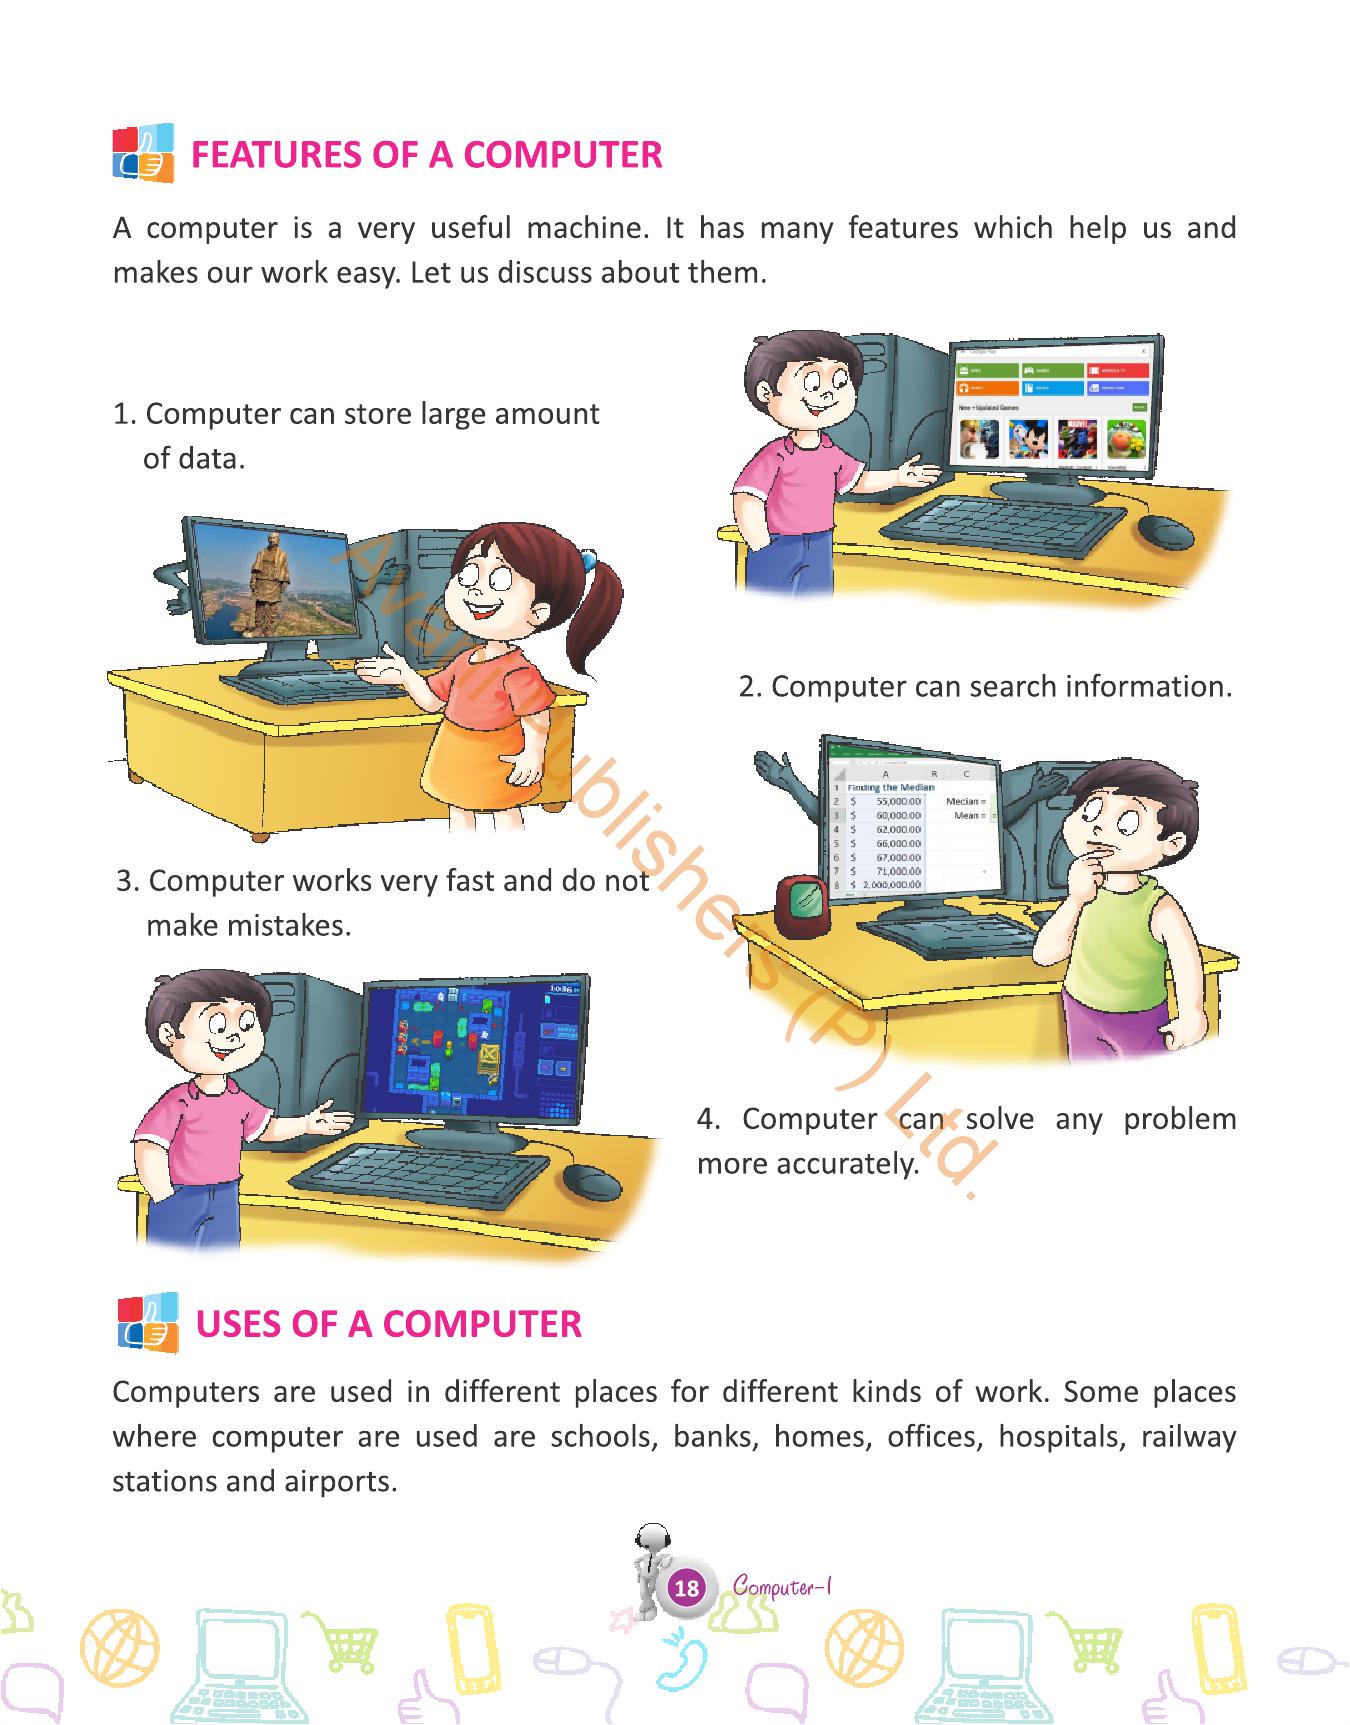 FEATURES OF A COMPUTER
A computer is a very useful machine. It has many features which help us and
makes our work easy. Let us discuss about them.
1. Computer can store large amount
of data.
New + Updated Games
2. Computer can search information.
A R C
1 Finding the Median
2 $ 55,000.00 Median =
3 $ 60,000.00 Mean =
4 $ 62,000.00
5 $ 66,000.00
6 $ 67,000.00
7 $ 71,000.00
8 $ 2,000,000.00
3. Computer works very fast and do not
make mistakes.
1036
4. Computer can solve any problem
more accurately.
Avani Publishers (P) Ltd.
USES OF A COMPUTER
Computers are used in different places for different kinds of work. Some places
where computer are used are schools, banks, homes, offices, hospitals, railway
stations and airports.
18 Computer-1